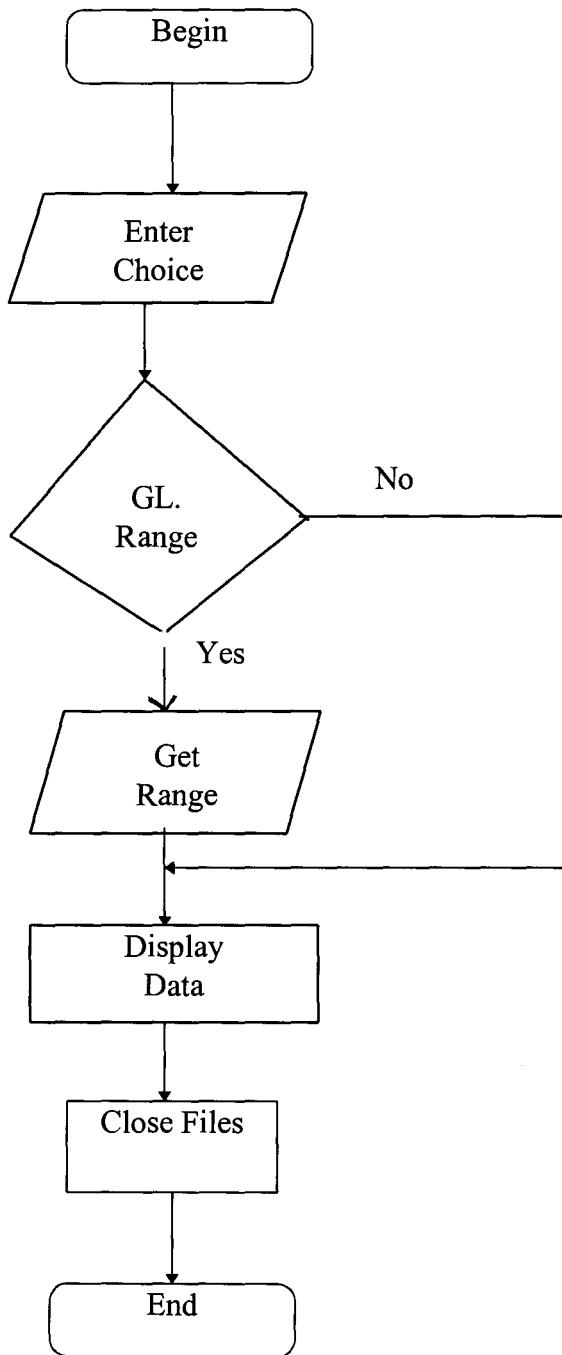 Begin
Enter
Choice
GL.
Range
No
Yes
Get
Range
Display
Data
Close Files
End